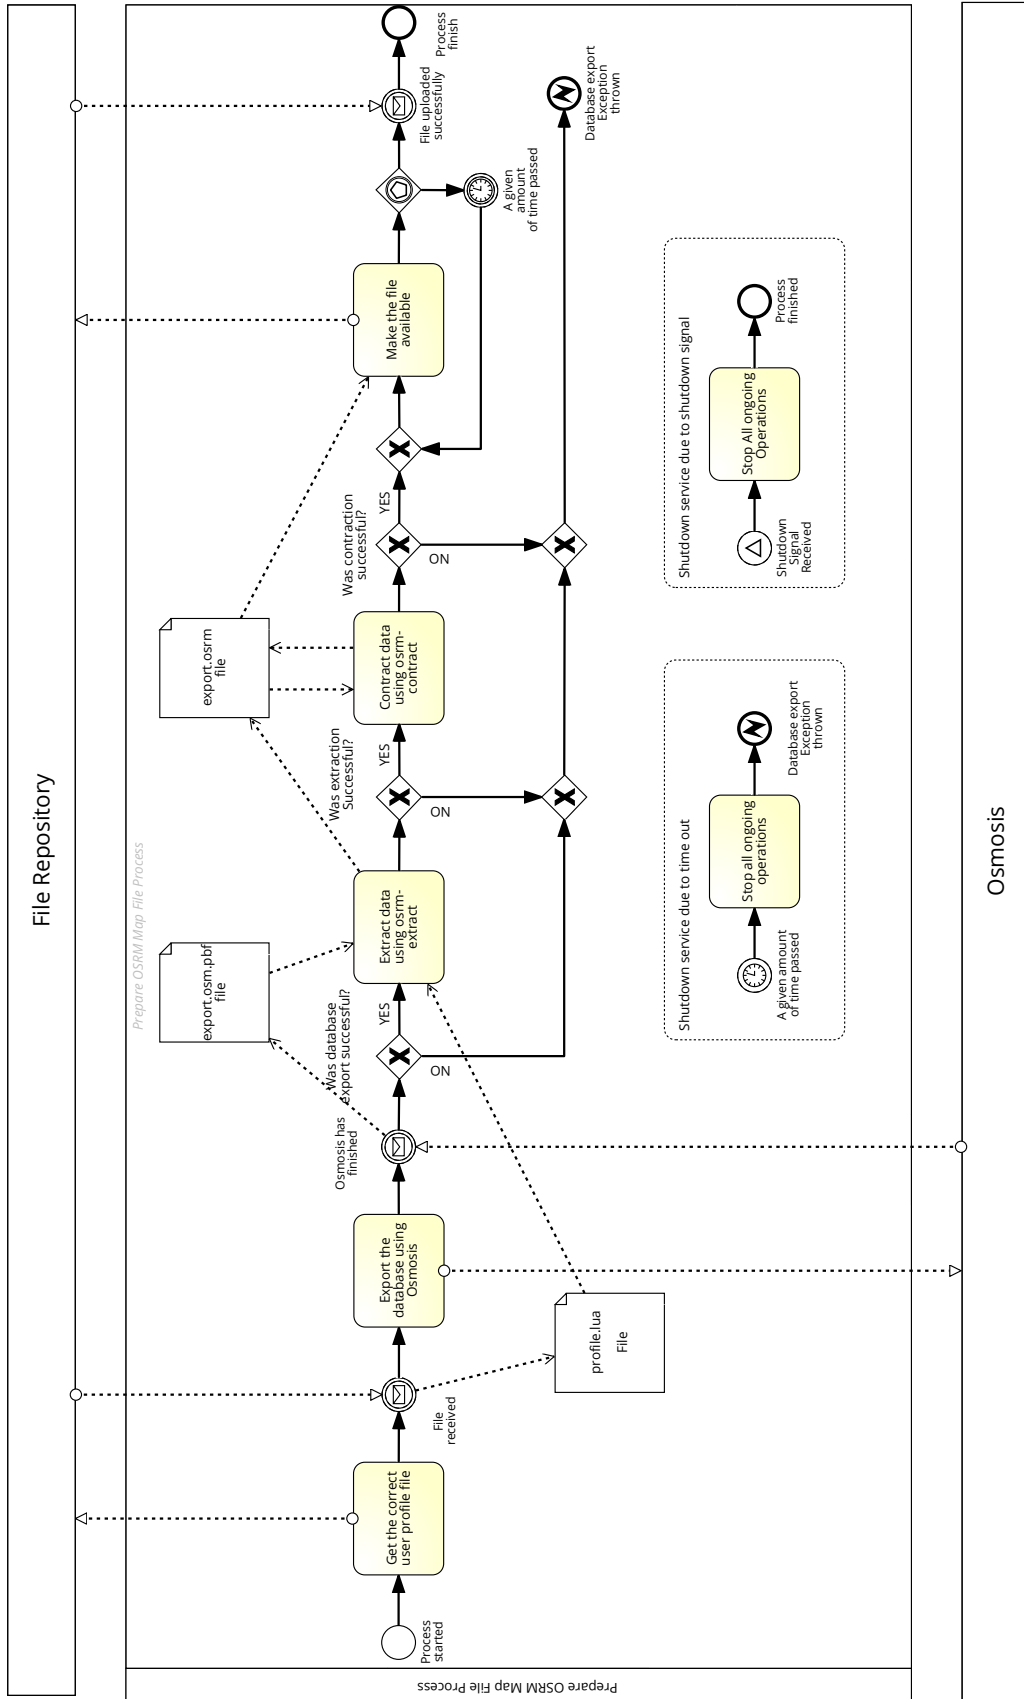 File Repository
Prepare OSRM Map File Process
Prepare OSRM Map File Process
Process
started
Get the correct
user profile file
File
received
profile.lua
File
Export the
database using
Osmosis
Osmosis has
finished
export.osm.pbf
file
Was database
export successful?
YES
ON
Extract data
using osrm-
extract
Was extraction
Successful?
YES
ON
export.osrm
file
Contract data
using osrm-
contract
Was contraction
successful?
YES
ON
Make the file
available
A given
amount
of time passed
File uploaded
successfully
Process
finish
Database export
Exception
thrown
Shutdown service due to time out
A given amount
of time passed
Stop all ongoing
operations
Database export
Exception
thrown
Shutdown service due to shutdown signal
Shutdown
Signal
Received
Stop All ongoing
Operations
Process
finished
Osmosis